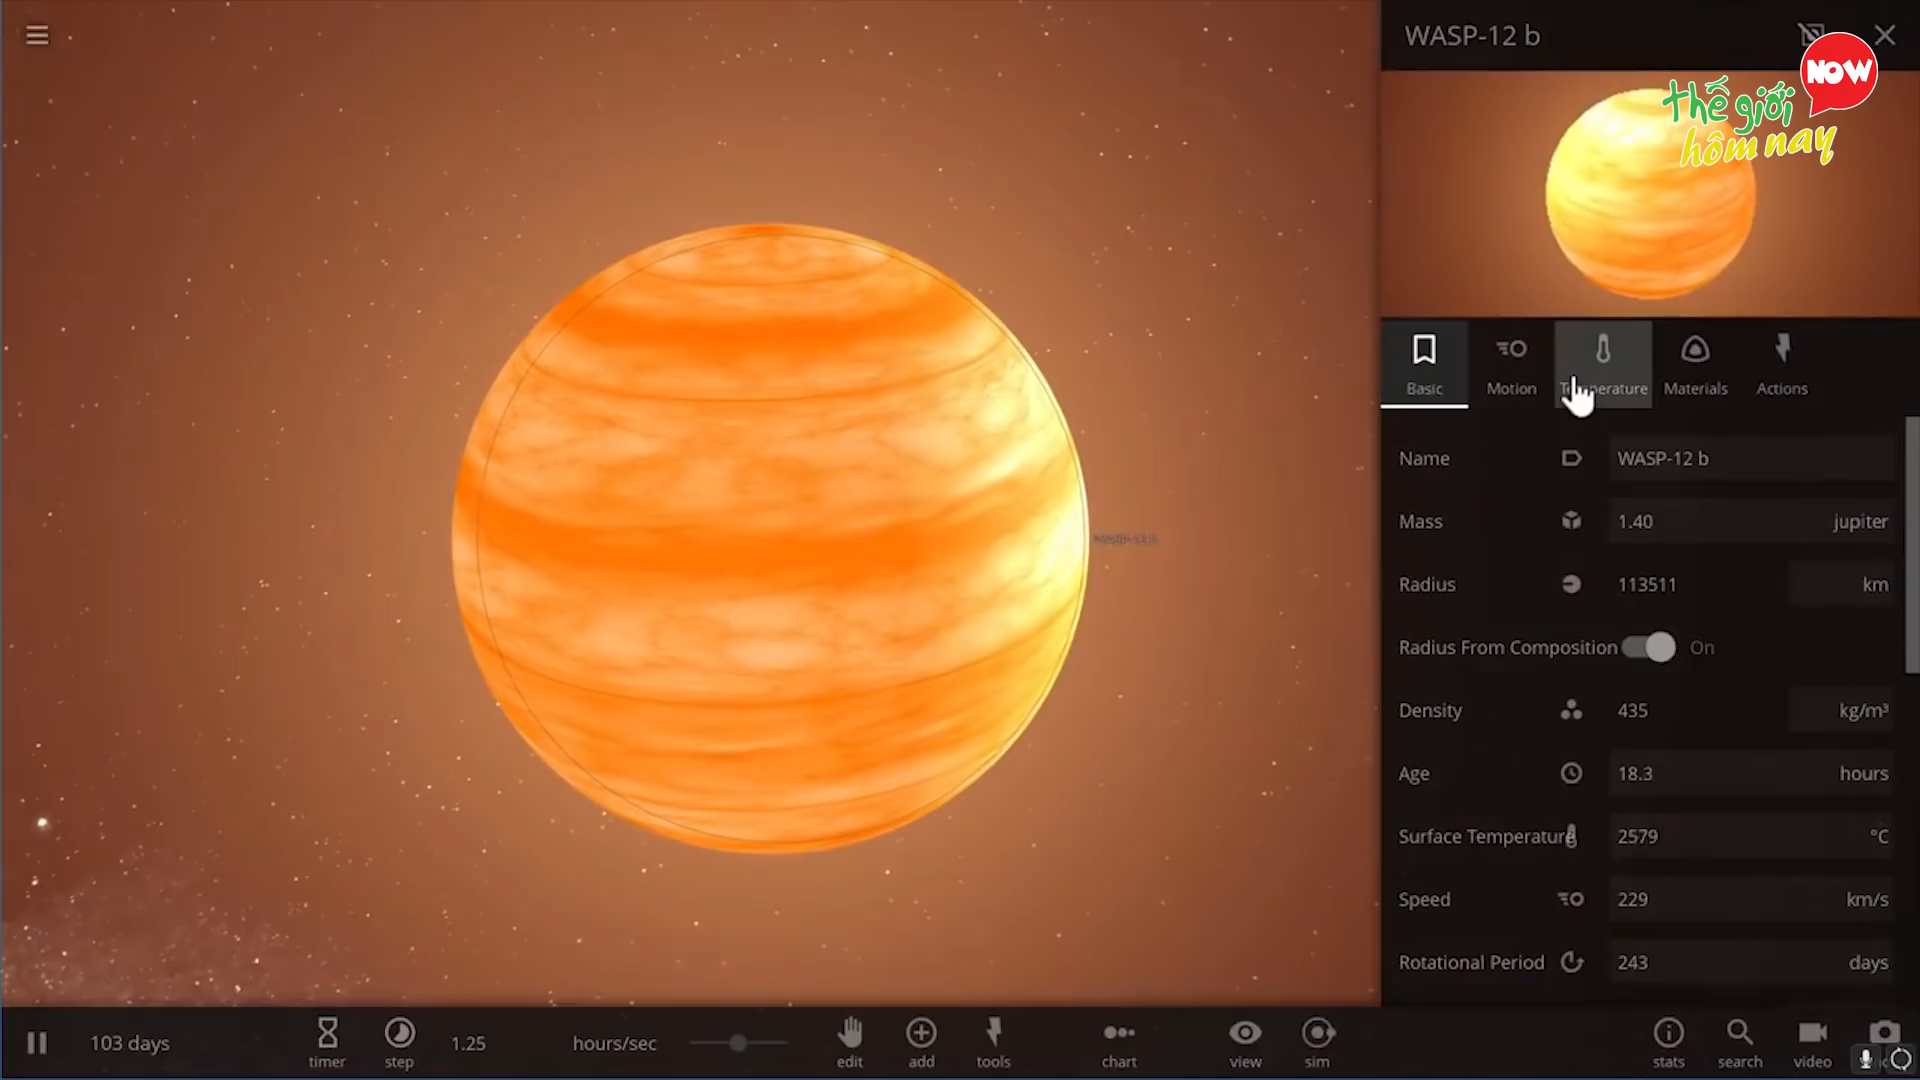 WASP-12 b
NOW
thế giới
hôm nay
Basic
Motion
Temperature
Materials
Actions
Name WASP-12 b
Mass 1.40 jupiter
Radius 113511 km
Radius From Composition On
Density 435 kg/m³
Age 18.3 hours
Surface Temperature 2579 °C
Speed 229 km/s
Rotational Period 243 days
WASP-12 b
103 days
timer
step
1.25 hours/sec
edit
add
tools
chart
view
sim
stats
search
video